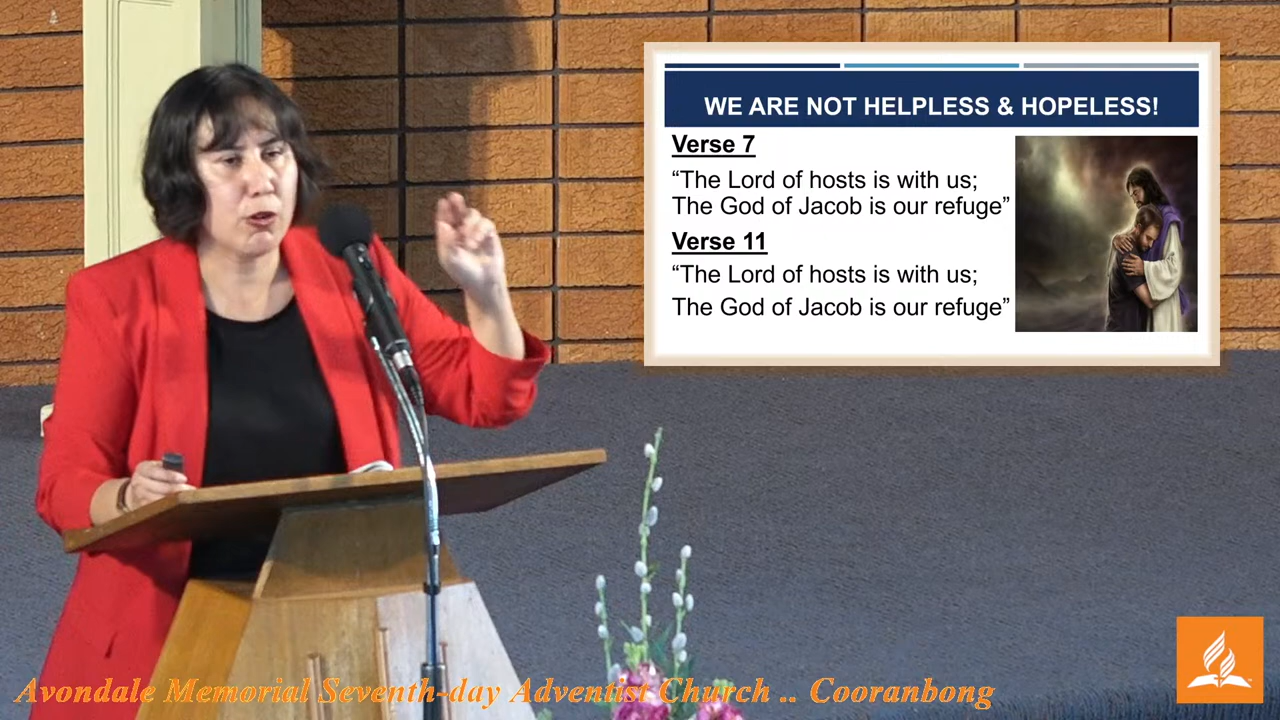 WE ARE NOT HELPLESS & HOPELESS!
Verse 7
“The Lord of hosts is with us;
The God of Jacob is our refuge”
Verse 11
“The Lord of hosts is with us;
The God of Jacob is our refuge”
Avondale Memorial Seventh-day Adventist Church .. Cooranbong